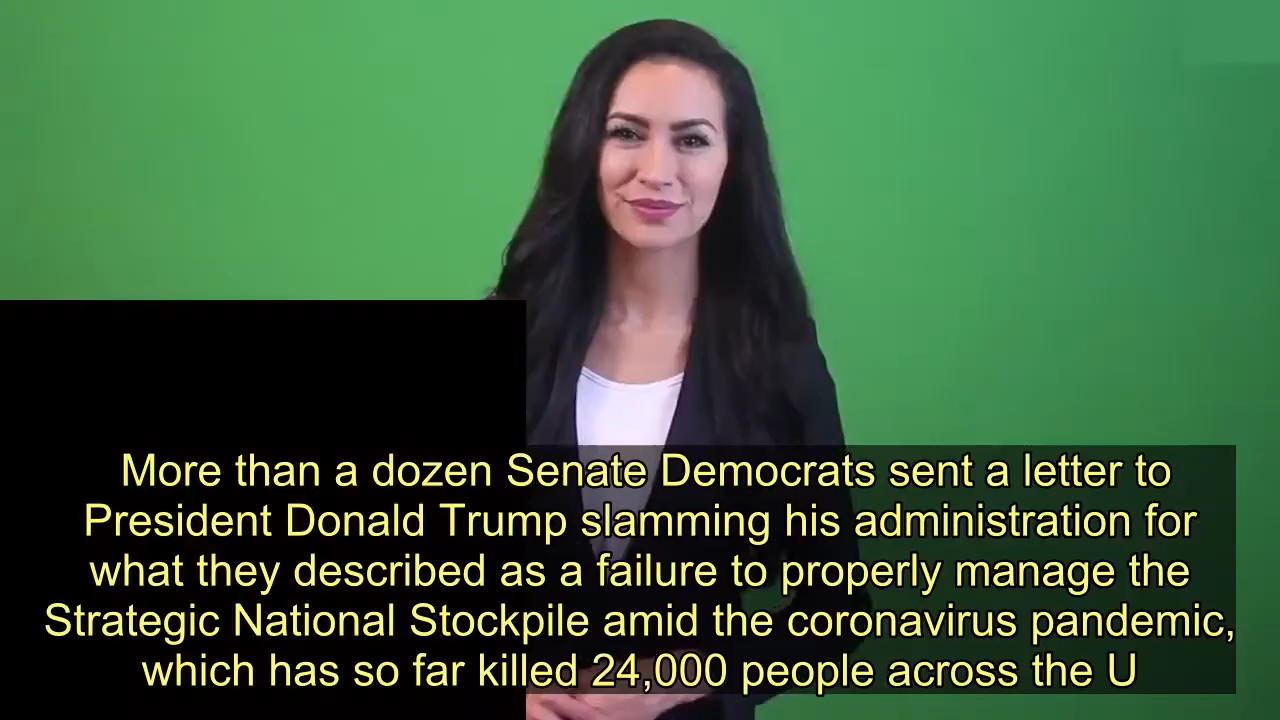 More than a dozen Senate Democrats sent a letter to
President Donald Trump slamming his administration for
what they described as a failure to properly manage the
Strategic National Stockpile amid the coronavirus pandemic,
which has so far killed 24,000 people across the U